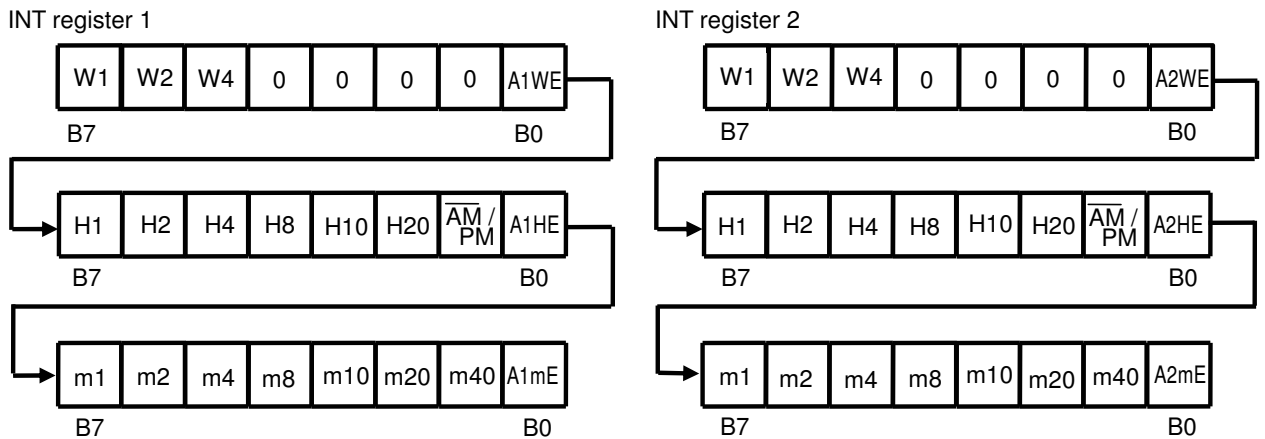 INT register 1
W1 W2 W4 0 0 0 0 A1WE
B7 B0
H1 H2 H4 H8 H10 H20 A̅M̅ / PM A1HE
B7 B0
m1 m2 m4 m8 m10 m20 m40 A1mE
B7 B0
INT register 2
W1 W2 W4 0 0 0 0 A2WE
B7 B0
H1 H2 H4 H8 H10 H20 A̅M̅ / PM A2HE
B7 B0
m1 m2 m4 m8 m10 m20 m40 A2mE
B7 B0